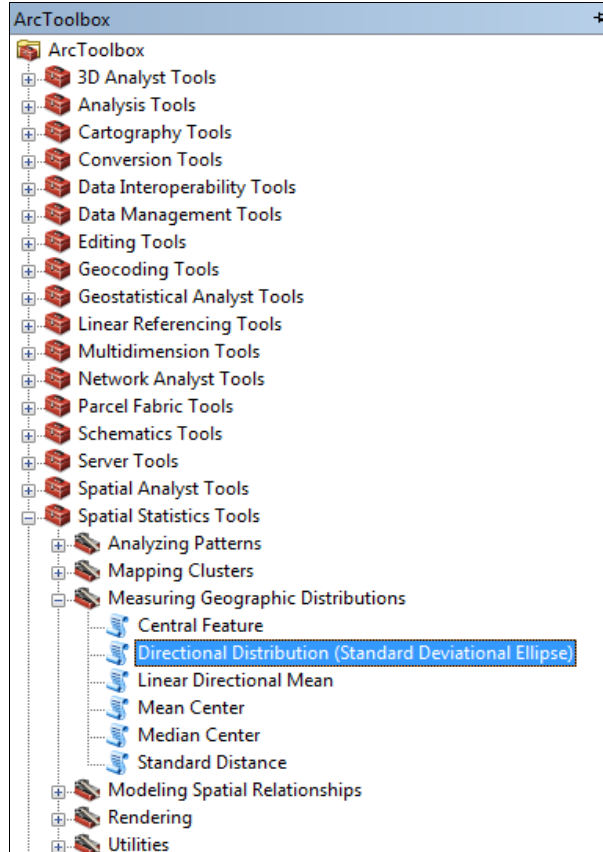 ArcToolbox
ArcToolbox
3D Analyst Tools
Analysis Tools
Cartography Tools
Conversion Tools
Data Interoperability Tools
Data Management Tools
Editing Tools
Geocoding Tools
Geostatistical Analyst Tools
Linear Referencing Tools
Multidimension Tools
Network Analyst Tools
Parcel Fabric Tools
Schematics Tools
Server Tools
Spatial Analyst Tools
Spatial Statistics Tools
Analyzing Patterns
Mapping Clusters
Measuring Geographic Distributions
Central Feature
Directional Distribution (Standard Deviational Ellipse)
Linear Directional Mean
Mean Center
Median Center
Standard Distance
Modeling Spatial Relationships
Rendering
Utilities